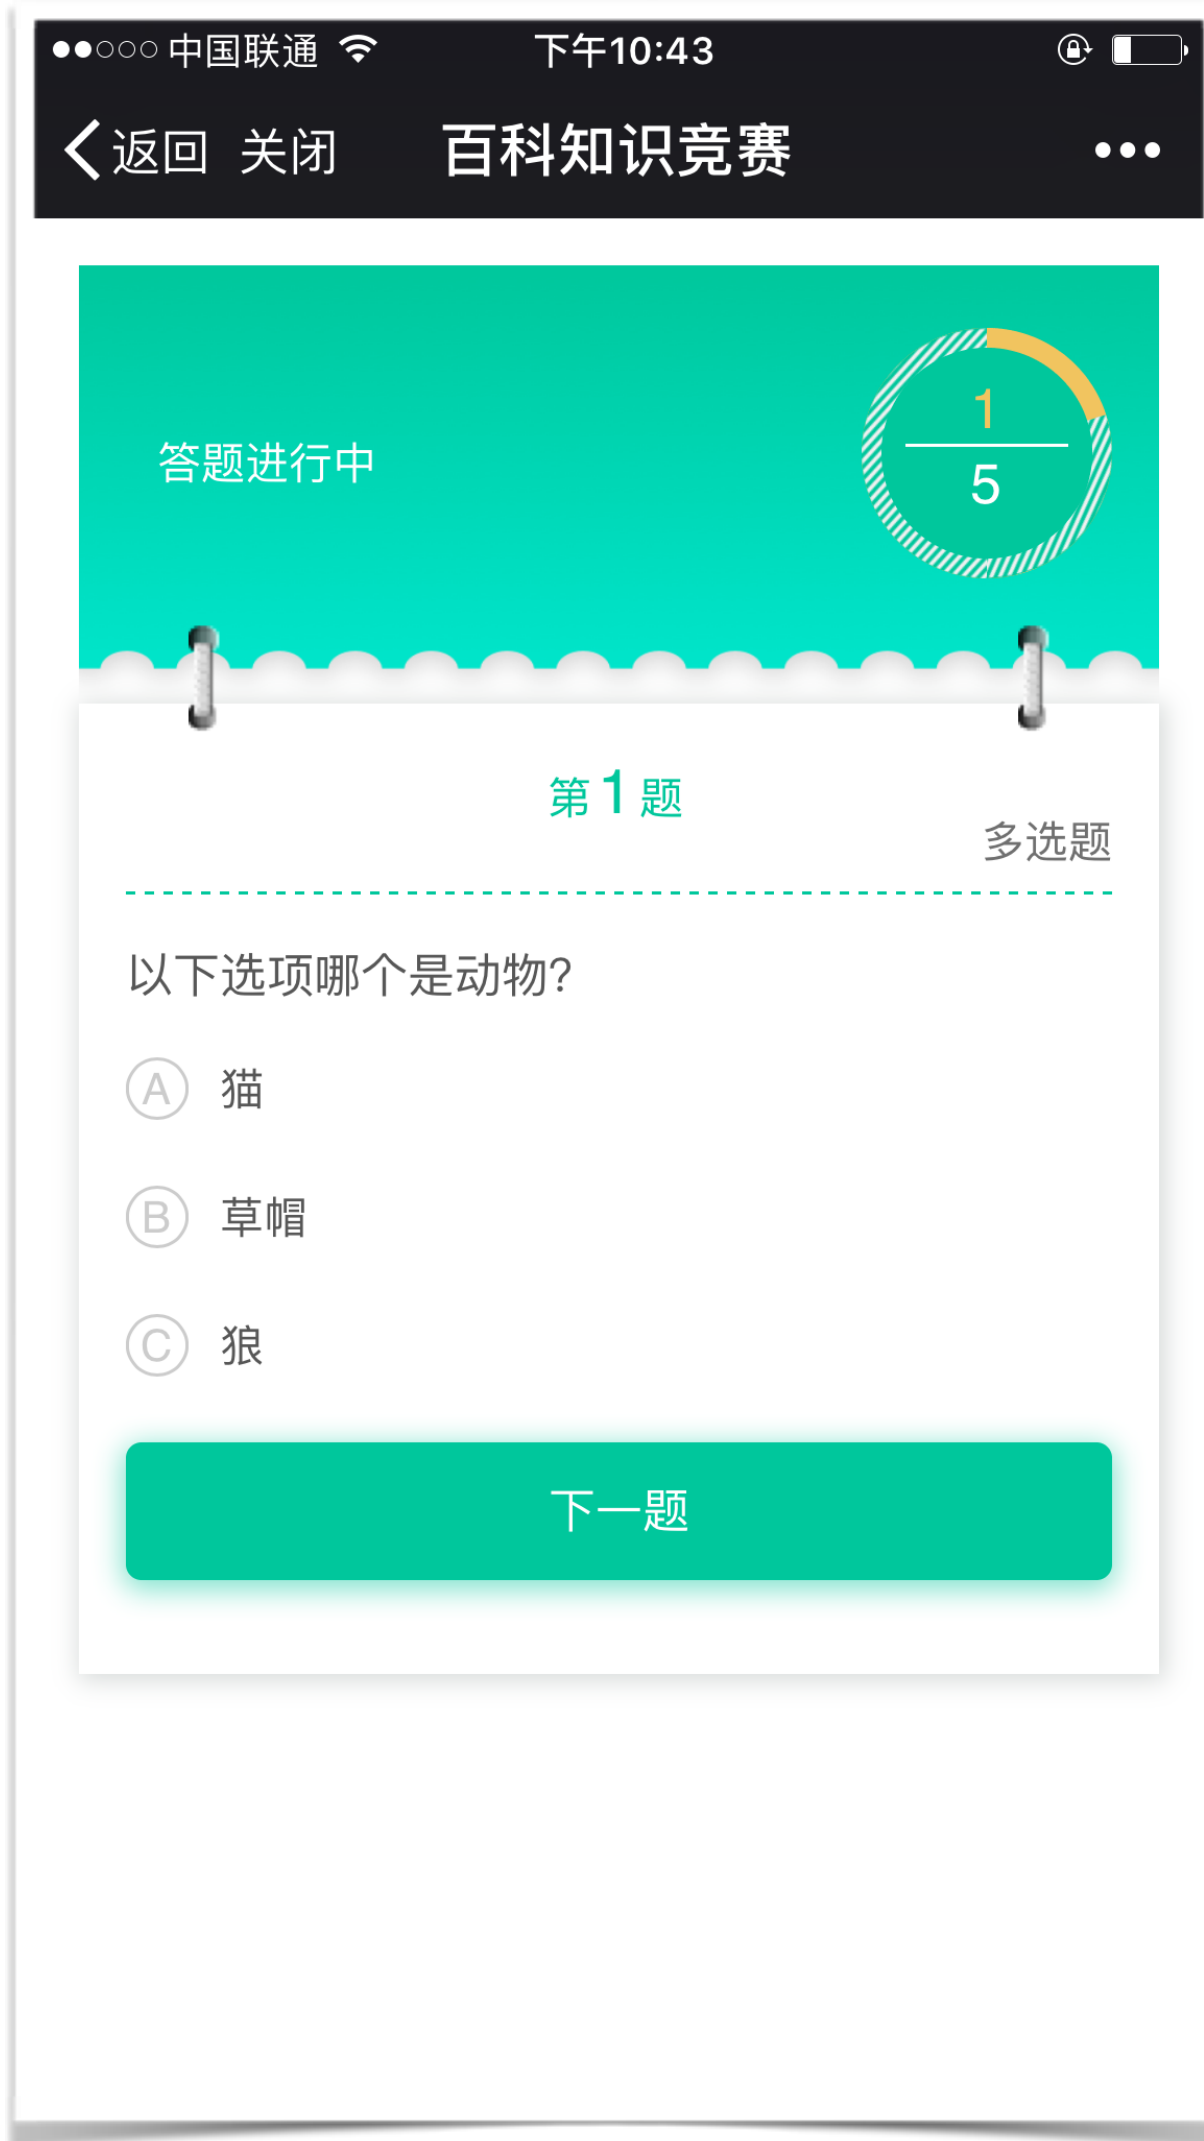 中国联通 下午10:43
返回 关闭 百科知识竞赛
答题进行中
1
5
第1题
多选题
以下选项哪个是动物?
A 猫
B 草帽
C 狼
下一题